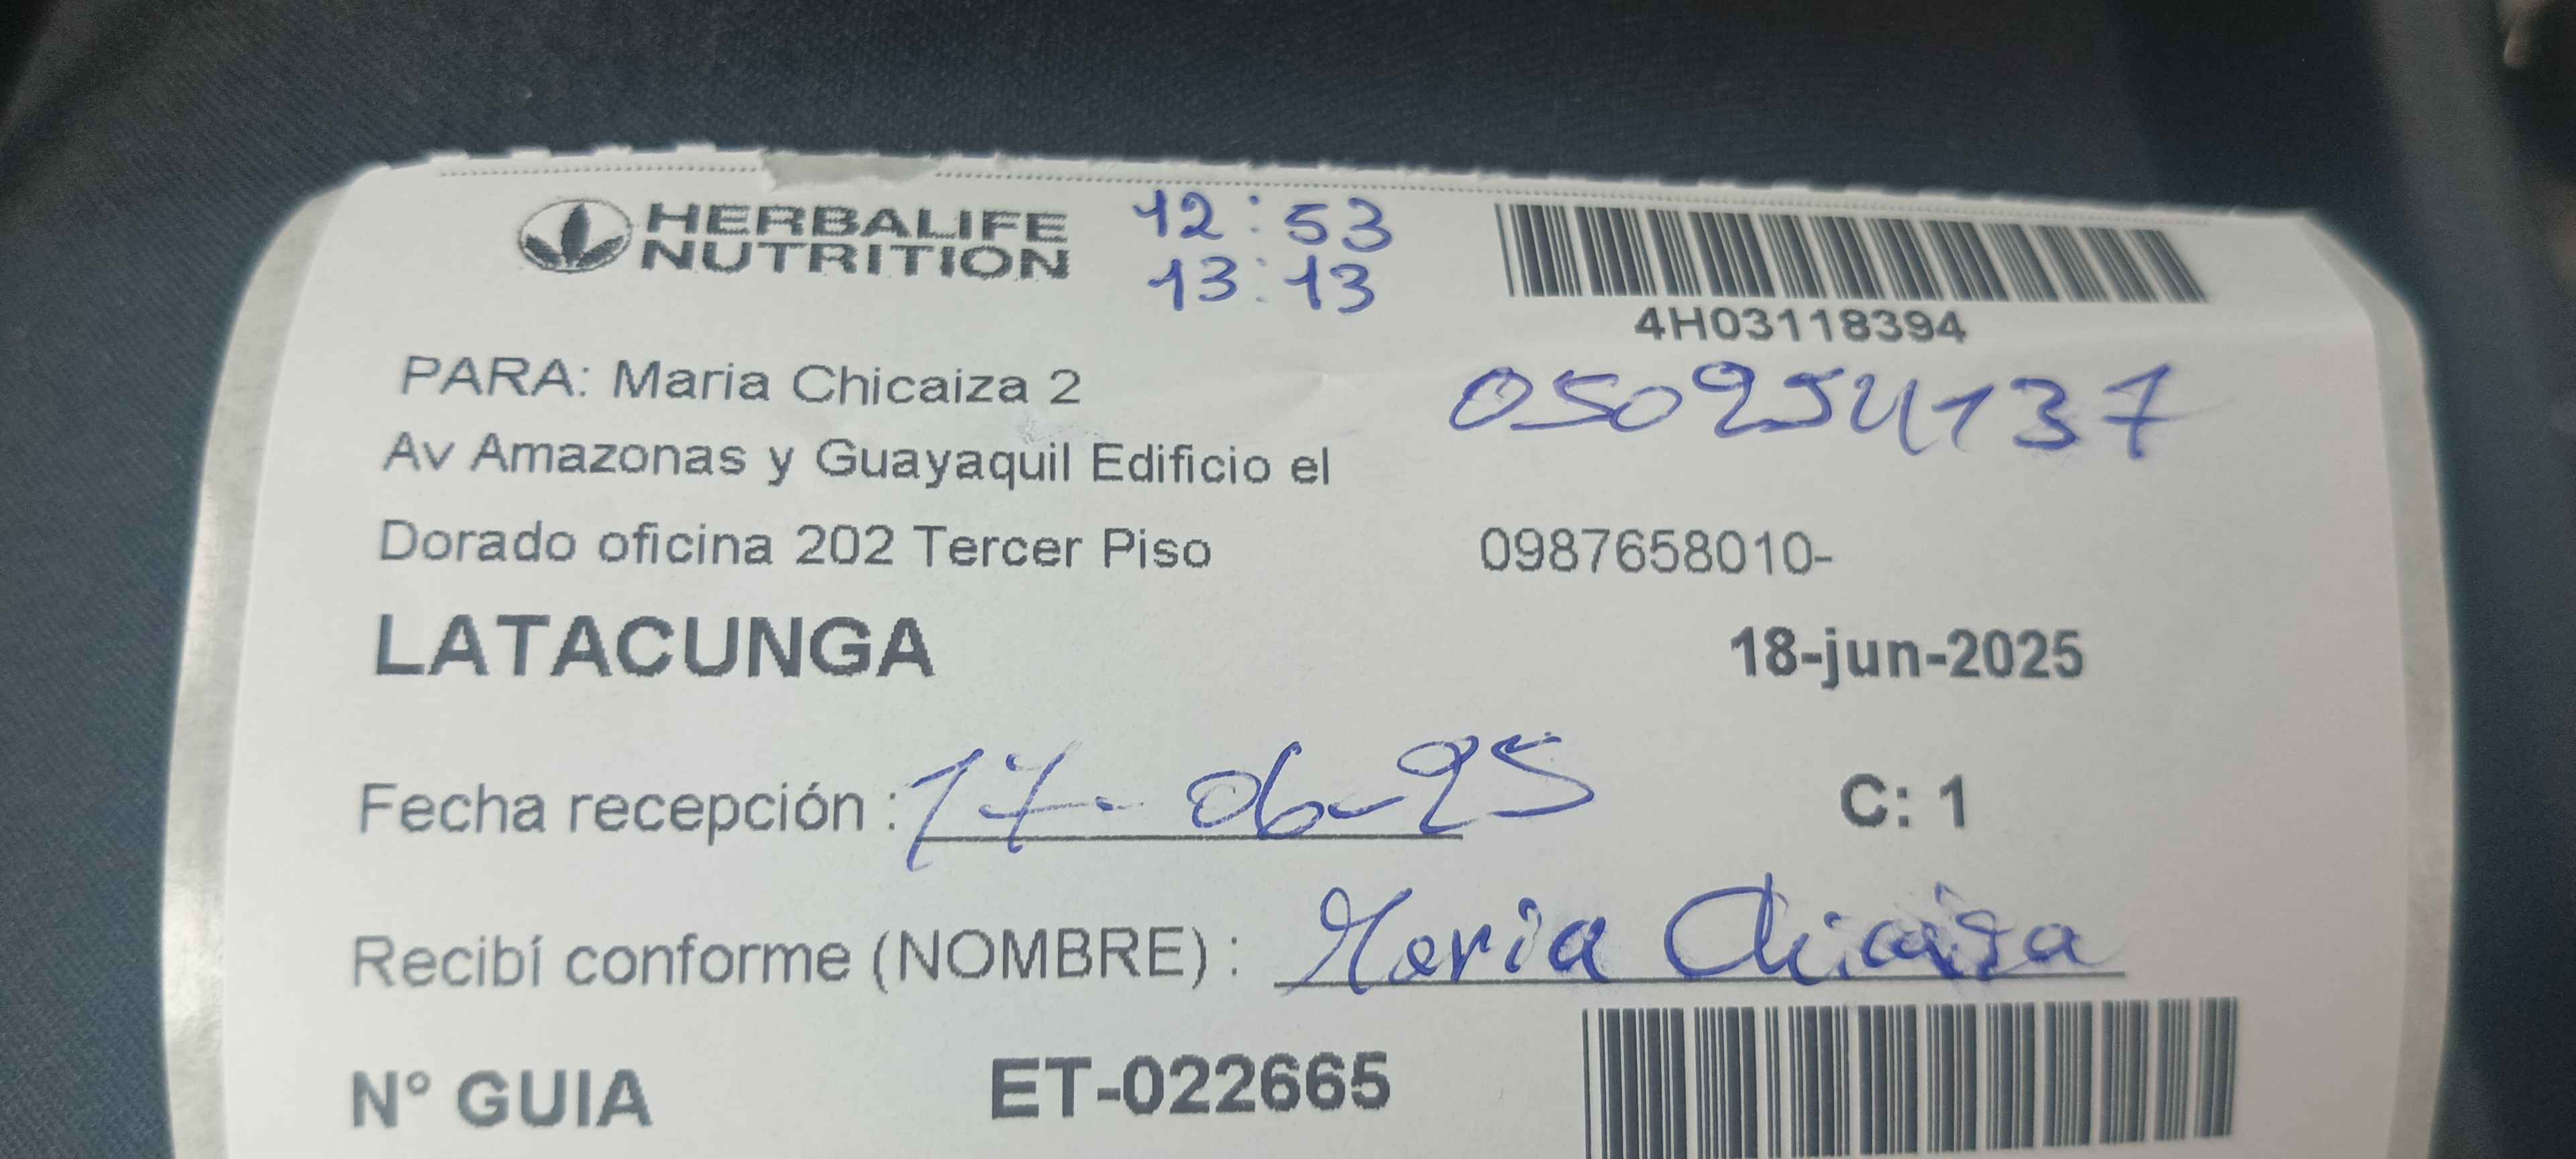 HERBALIFE
NUTRITION
12:53
13:13
4H03118394
PARA: Maria Chicaiza 2
050254137
Av Amazonas y Guayaquil Edificio el
Dorado oficina 202 Tercer Piso
0987658010-
LATACUNGA
18-jun-2025
Fecha recepción : 17-06-25
C: 1
Recibí conforme (NOMBRE) : Maria Chicaiza
N° GUIA ET-022665